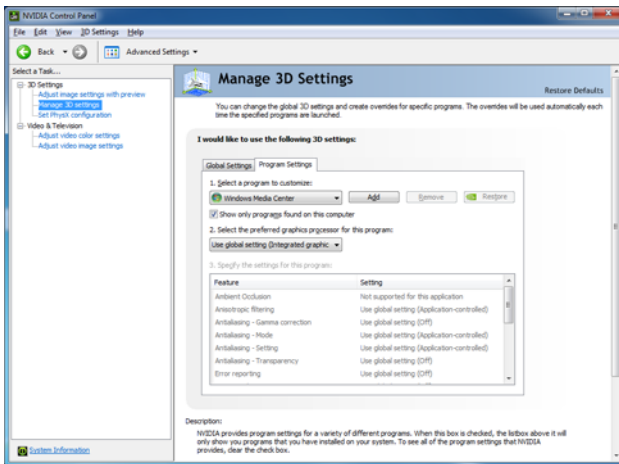 NVIDIA Control Panel
File Edit View 3D Settings Help
Back Advanced Settings
Select a Task...
3D Settings
Adjust image settings with preview
Manage 3D settings
Set PhysX configuration
Video & Television
Adjust video color settings
Adjust video image settings
System Information
Manage 3D Settings
Restore Defaults
You can change the global 3D settings and create overrides for specific programs. The overrides will be used automatically each
time the specified programs are launched.
I would like to use the following 3D settings:
Global Settings Program Settings
1. Select a program to customize:
Windows Media Center Add Remove Restore
Show only programs found on this computer
2. Select the preferred graphics processor for this program:
Use global setting (Integrated graphic
3. Specify the settings for this program:
Feature Setting
Ambient Occlusion Not supported for this application
Anisotropic filtering Use global setting (Application-controlled)
Antialiasing - Gamma correction Use global setting (Off)
Antialiasing - Mode Use global setting (Application-controlled)
Antialiasing - Setting Use global setting (Application-controlled)
Antialiasing - Transparency Use global setting (Off)
Error reporting Use global setting (Off)
Description:
NVIDIA provides program settings for a variety of different programs. When this box is checked, the listbox above it will
only show you programs that you have installed on your system. To see all of the program settings that NVIDIA
provides, clear the check box.